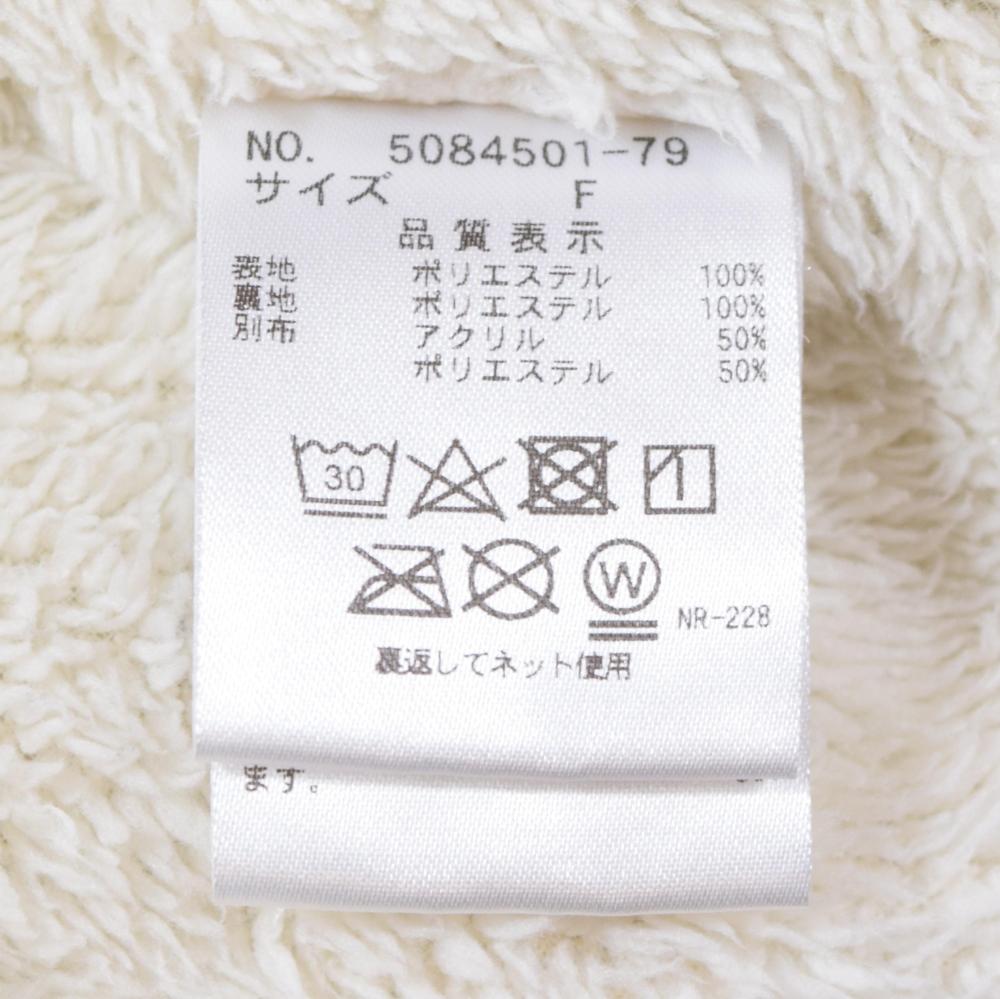 NO. 5084501-79
サイズ F
品質表示
表地 ポリエステル 100%
裏地 ポリエステル 100%
別布 アクリル 50%
ポリエステル 50%
30
W NR-228
裏返してネット使用
ます。